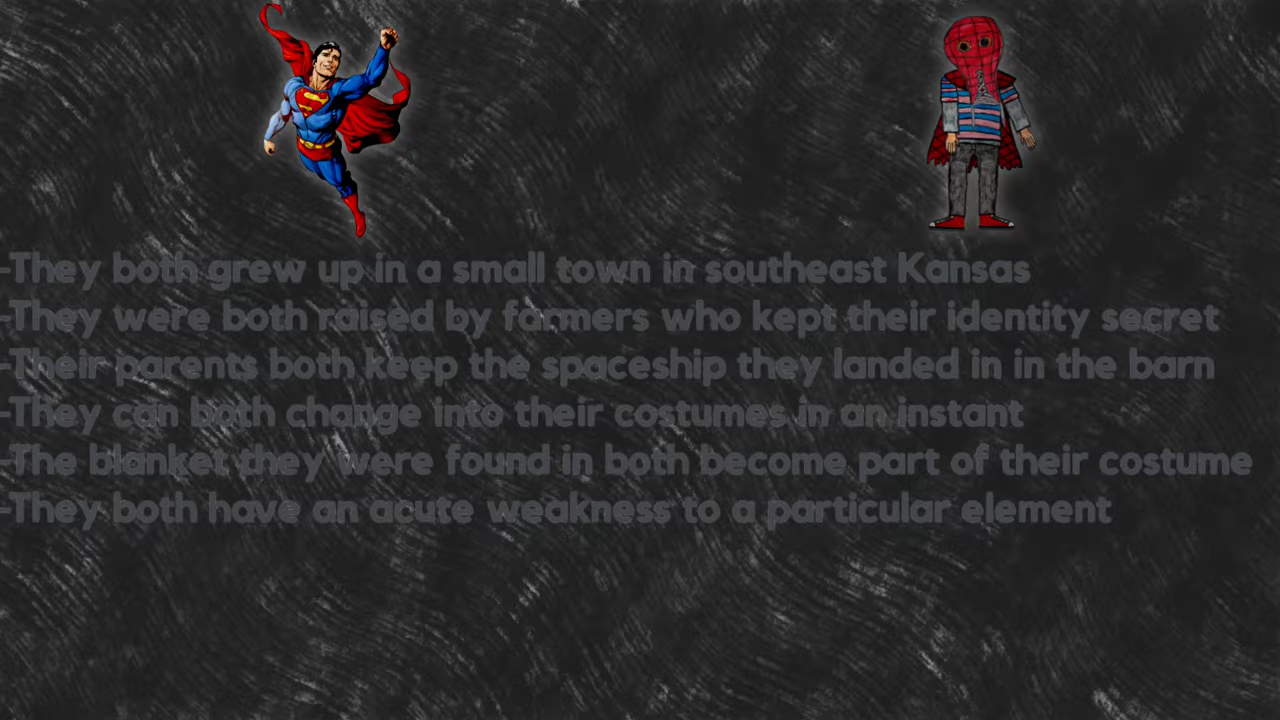 -They both grew up in a small town in southeast Kansas
-They were both raised by farmers who kept their identity secret
-Their parents both keep the spaceship they landed in in the barn
-They can both change into their costumes in an instant
-The blanket they were found in both become part of their costume
-They both have an acute weakness to a particular element